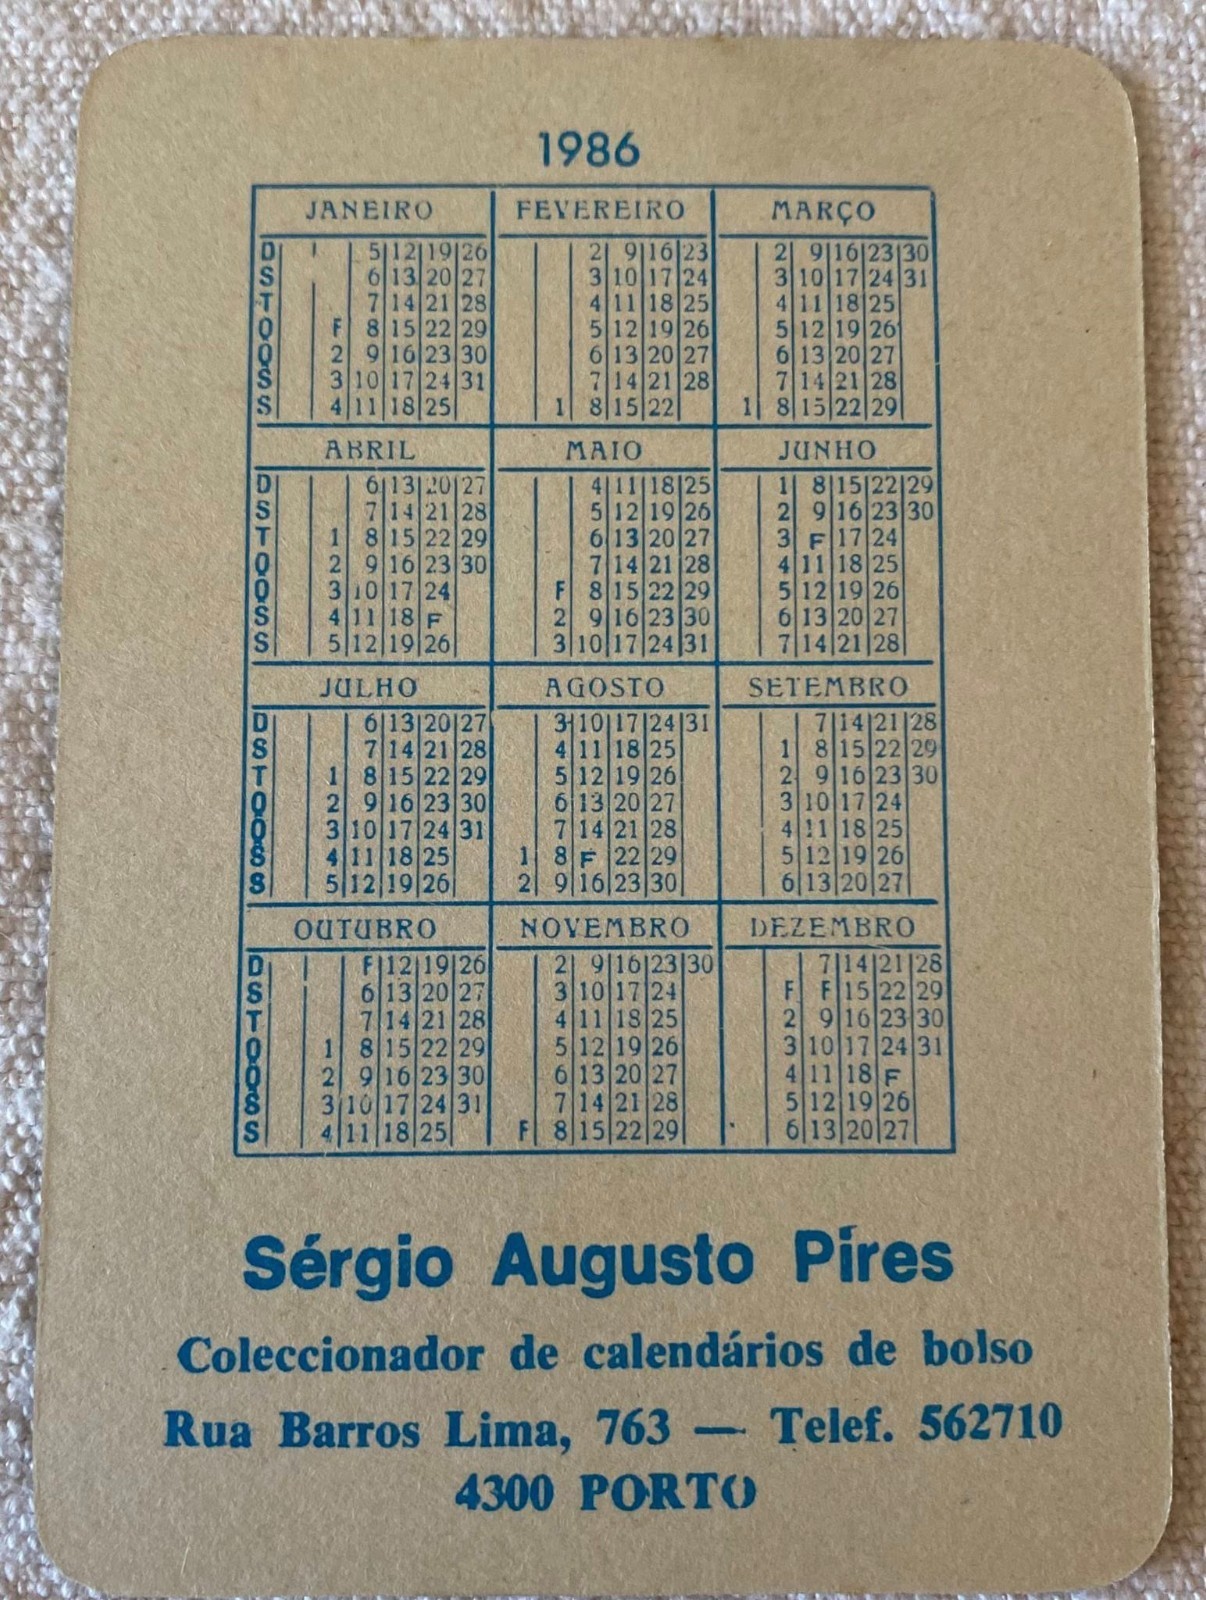 1986
JANEIRO FEVEREIRO MARÇO
D 5 12 19 26 2 9 16 23 2 9 16 23 30
S 6 13 20 27 3 10 17 24 3 10 17 24 31
T 7 14 21 28 4 11 18 25 4 11 18 25
Q F 8 15 22 29 5 12 19 26 5 12 19 26
Q 2 9 16 23 30 6 13 20 27 6 13 20 27
S 3 10 17 24 31 7 14 21 28 7 14 21 28
S 4 11 18 25 1 8 15 22 1 8 15 22 29
ABRIL MAIO JUNHO
D 6 13 20 27 4 11 18 25 1 8 15 22 29
S 7 14 21 28 5 12 19 26 2 9 16 23 30
T 1 8 15 22 29 6 13 20 27 3 F 17 24
Q 2 9 16 23 30 7 14 21 28 4 11 18 25
Q 3 10 17 24 F 8 15 22 29 5 12 19 26
S 4 11 18 F 2 9 16 23 30 6 13 20 27
S 5 12 19 26 3 10 17 24 31 7 14 21 28
JULHO AGOSTO SETEMBRO
D 6 13 20 27 3 10 17 24 31 7 14 21 28
S 7 14 21 28 4 11 18 25 1 8 15 22 29
T 1 8 15 22 29 5 12 19 26 2 9 16 23 30
Q 2 9 16 23 30 6 13 20 27 3 10 17 24
Q 3 10 17 24 31 7 14 21 28 4 11 18 25
S 4 11 18 25 1 8 F 22 29 5 12 19 26
S 5 12 19 26 2 9 16 23 30 6 13 20 27
OUTUBRO NOVEMBRO DEZEMBRO
D F 12 19 26 2 9 16 23 30 7 14 21 28
S 6 13 20 27 3 10 17 24 F F 15 22 29
T 7 14 21 28 4 11 18 25 2 9 16 23 30
Q 1 8 15 22 29 5 12 19 26 3 10 17 24 31
Q 2 9 16 23 30 6 13 20 27 4 11 18 F
S 3 10 17 24 31 7 14 21 28 5 12 19 26
S 4 11 18 25 F 8 15 22 29 6 13 20 27
Sérgio Augusto Pires
Coleccionador de calendários de bolso
Rua Barros Lima, 763 — Telef. 562710
4300 PORTO